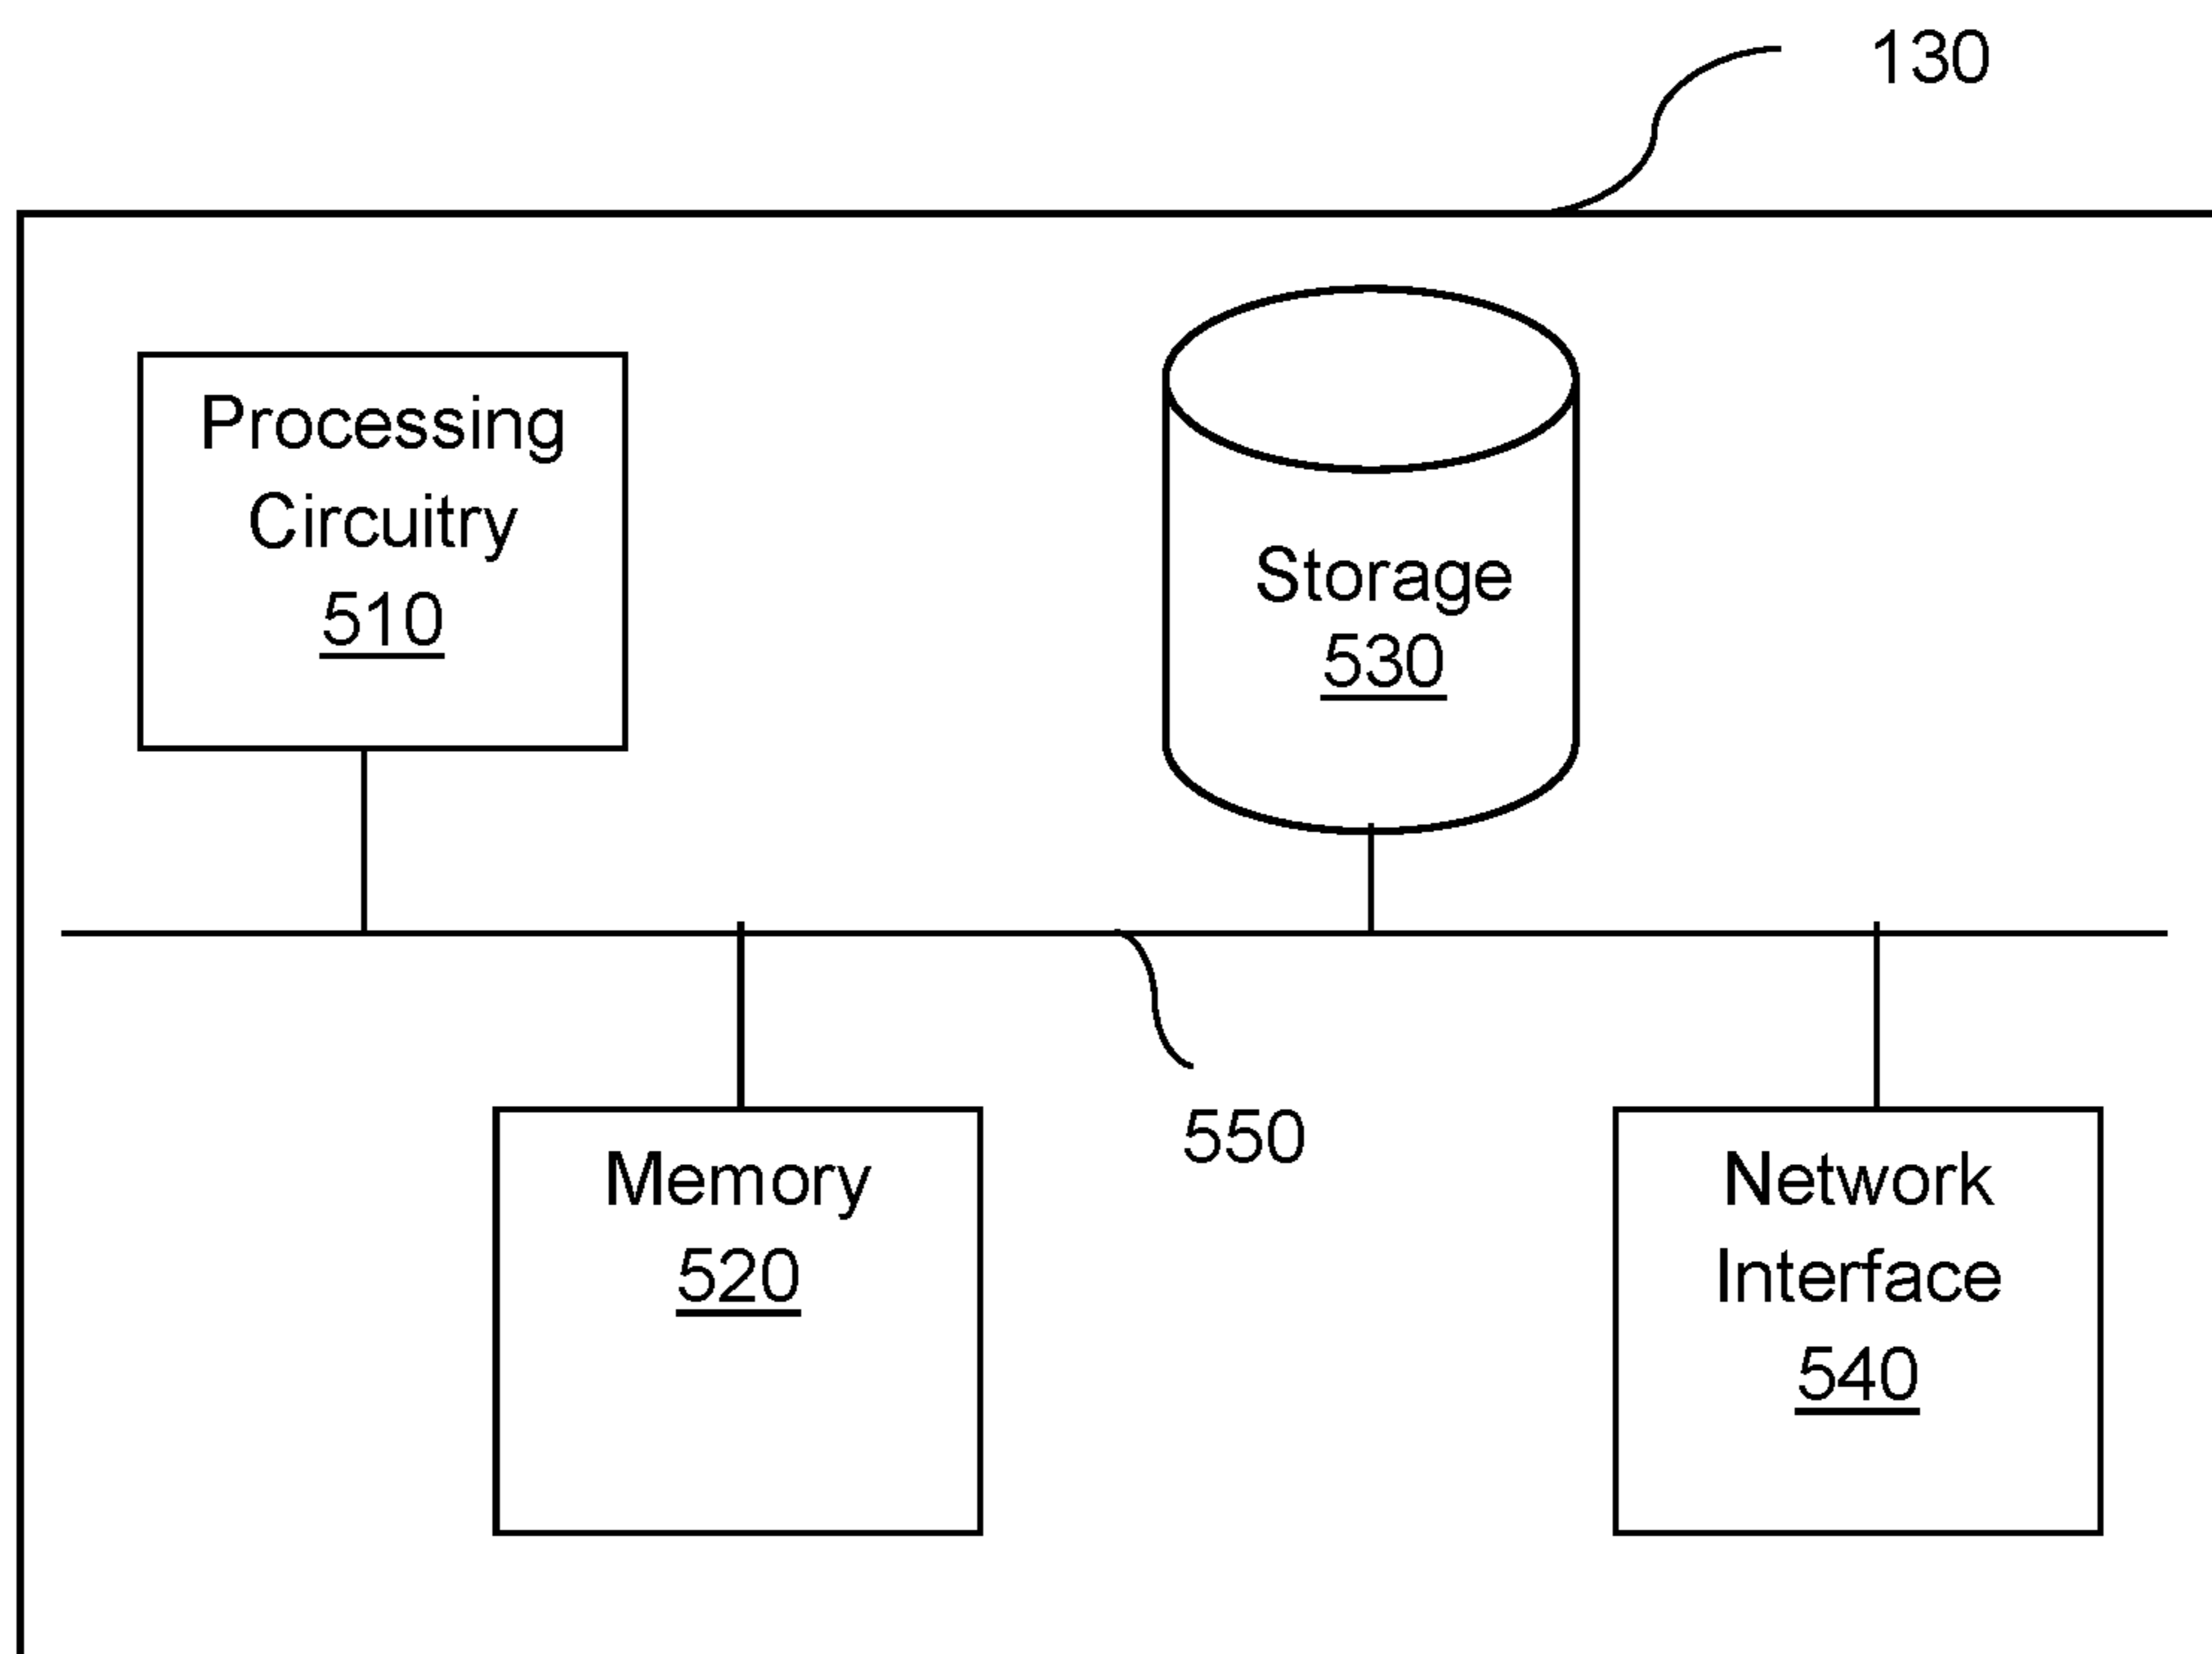 130
Processing
Circuitry
510
Storage
530
550
Memory
520
Network
Interface
540